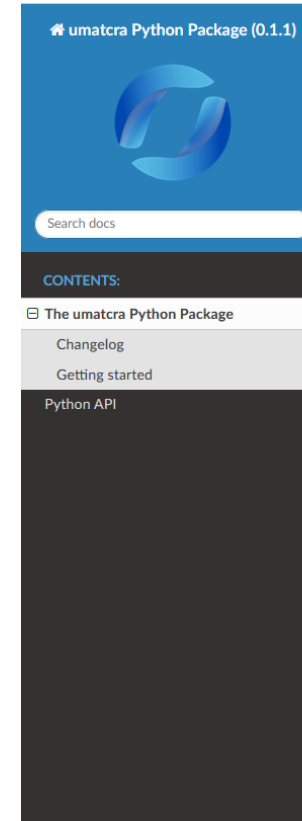 umatcra Python Package (0.1.1)
Search docs
CONTENTS:
The umatcra Python Package
Changelog
Getting started
Python API